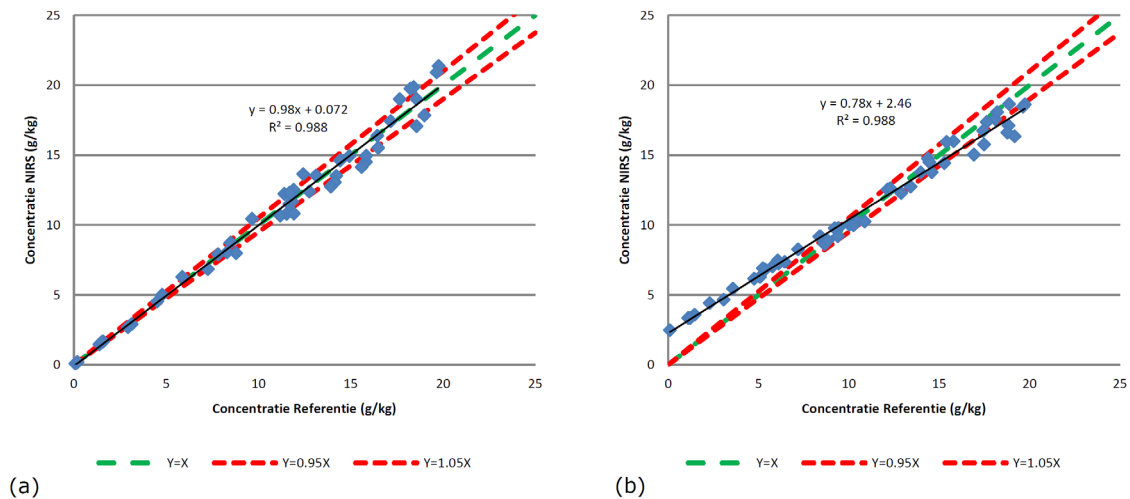 25
20
15
10
5
0
Concentratie NIRS (g/kg)
y = 0.98x + 0.072
R² = 0.988
0 5 10 15 20 25
Concentratie Referentie (g/kg)
Y=X Y=0.95X Y=1.05X
(a)
25
20
15
10
5
0
Concentratie NIRS (g/kg)
y = 0.78x + 2.46
R² = 0.988
0 5 10 15 20 25
Concentratie Referentie (g/kg)
Y=X Y=0.95X Y=1.05X
(b)